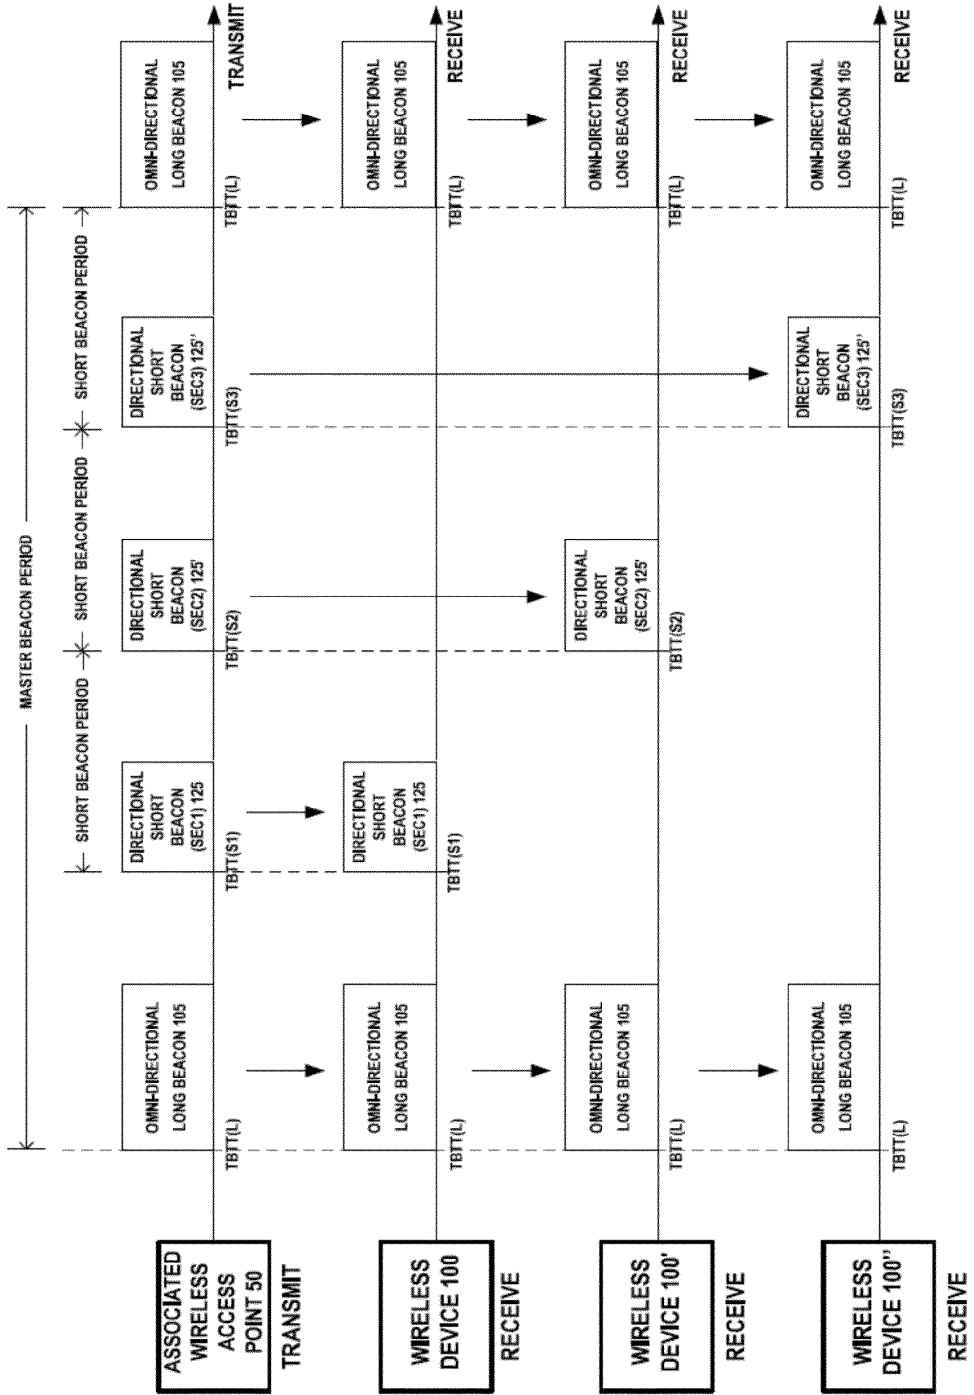 MASTER BEACON PERIOD
SHORT BEACON PERIOD
SHORT BEACON PERIOD
SHORT BEACON PERIOD
ASSOCIATED
WIRELESS
ACCESS
POINT 50
TRANSMIT
OMNI-DIRECTIONAL
LONG BEACON 105
TBTT(L)
DIRECTIONAL
SHORT
BEACON
(SEC1) 125
TBTT(S1)
DIRECTIONAL
SHORT
BEACON
(SEC2) 125'
TBTT(S2)
DIRECTIONAL
SHORT
BEACON
(SEC3) 125"
TBTT(S3)
OMNI-DIRECTIONAL
LONG BEACON 105
TBTT(L)
TRANSMIT
WIRELESS
DEVICE 100
RECEIVE
OMNI-DIRECTIONAL
LONG BEACON 105
TBTT(L)
DIRECTIONAL
SHORT
BEACON
(SEC1) 125
TBTT(S1)
OMNI-DIRECTIONAL
LONG BEACON 105
TBTT(L)
RECEIVE
WIRELESS
DEVICE 100'
RECEIVE
OMNI-DIRECTIONAL
LONG BEACON 105
TBTT(L)
DIRECTIONAL
SHORT
BEACON
(SEC2) 125'
TBTT(S2)
OMNI-DIRECTIONAL
LONG BEACON 105
TBTT(L)
RECEIVE
WIRELESS
DEVICE 100"
RECEIVE
OMNI-DIRECTIONAL
LONG BEACON 105
TBTT(L)
DIRECTIONAL
SHORT
BEACON
(SEC3) 125"
TBTT(S3)
OMNI-DIRECTIONAL
LONG BEACON 105
TBTT(L)
RECEIVE